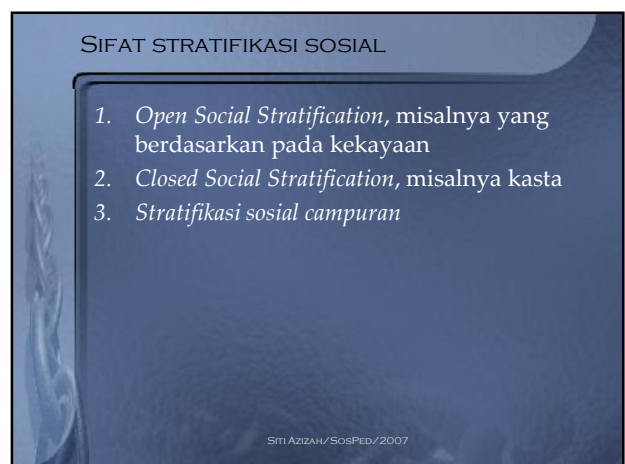 SIFAT STRATIFIKASI SOSIAL
1. Open Social Stratification, misalnya yang
berdasarkan pada kekayaan
2. Closed Social Stratification, misalnya kasta
3. Stratifikasi sosial campuran
SITI AZIZAH/SOSPED/2007